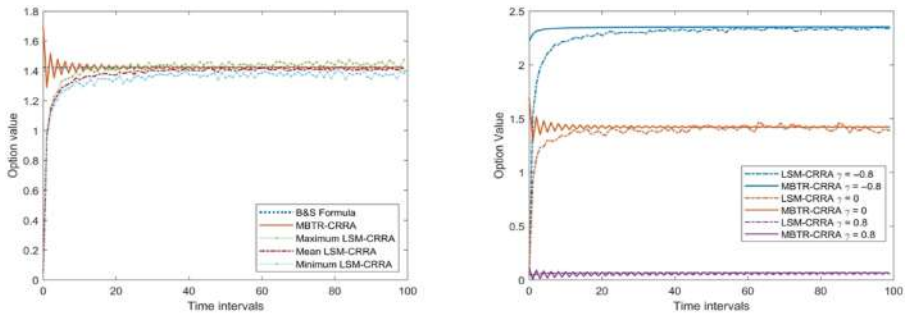 1.8
1.6
1.4
1.2
1
0.8
0.6
0.4
0.2
0
Option value
0 20 40 60 80 100
Time intervals
B&S Formula
MBTR-CRRA
Maximum LSM-CRRA
Mean LSM-CRRA
Minimum LSM-CRRA
2.5
2
1.5
1
0.5
0
Option Value
0 20 40 60 80 100
Time intervals
LSM-CRRA γ = –0.8
MBTR-CRRA γ = –0.8
LSM-CRRA γ = 0
MBTR-CRRA γ = 0
LSM-CRRA γ = 0.8
MBTR-CRRA γ = 0.8